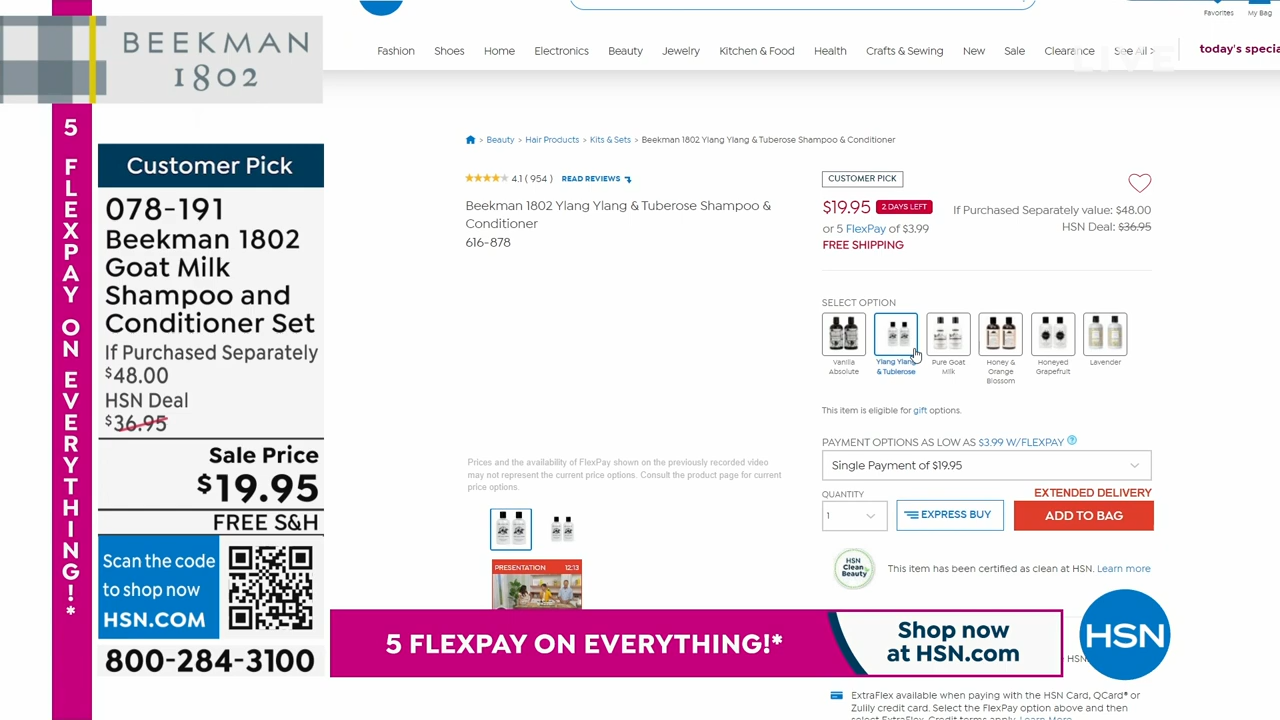 BEEKMAN
1802
5 FLEXPAY ON EVERYTHING!*
Customer Pick
078-191
Beekman 1802
Goat Milk
Shampoo and
Conditioner Set
If Purchased Separately
$48.00
HSN Deal
$36.95
Sale Price
$19.95
FREE S&H
Scan the code
to shop now
HSN.COM
800-284-3100
Favorites
My Bag
Fashion
Shoes
Home
Electronics
Beauty
Jewelry
Kitchen & Food
Health
Crafts & Sewing
New
Sale
Clearance
See All >
today's specia
LIVE
> Beauty > Hair Products > Kits & Sets > Beekman 1802 Ylang Ylang & Tuberose Shampoo & Conditioner
4.1 ( 954 ) READ REVIEWS
Beekman 1802 Ylang Ylang & Tuberose Shampoo &
Conditioner
616-878
CUSTOMER PICK
$19.95 2 DAYS LEFT
or 5 FlexPay of $3.99
FREE SHIPPING
If Purchased Separately value: $48.00
HSN Deal: $36.95
SELECT OPTION
Vanilla
Absolute
Ylang Ylang
& Tuberose
Pure Goat
Milk
Honey &
Orange
Blossom
Honeyed
Grapefruit
Lavender
This item is eligible for gift options.
PAYMENT OPTIONS AS LOW AS $3.99 W/FLEXPAY ?
Single Payment of $19.95
QUANTITY
1
EXPRESS BUY
EXTENDED DELIVERY
ADD TO BAG
HSN
Clean
Beauty
This item has been certified as clean at HSN. Learn more
Prices and the availability of FlexPay shown on the previously recorded video
may not represent the current price options. Consult the product page for current
price options.
PRESENTATION 12:13
5 FLEXPAY ON EVERYTHING!*
Shop now
at HSN.com
HSN
HSN
ExtraFlex available when paying with the HSN Card, QCard® or
Zulily credit card. Select the FlexPay option above and then
select ExtraFlex. Credit terms apply. Learn More